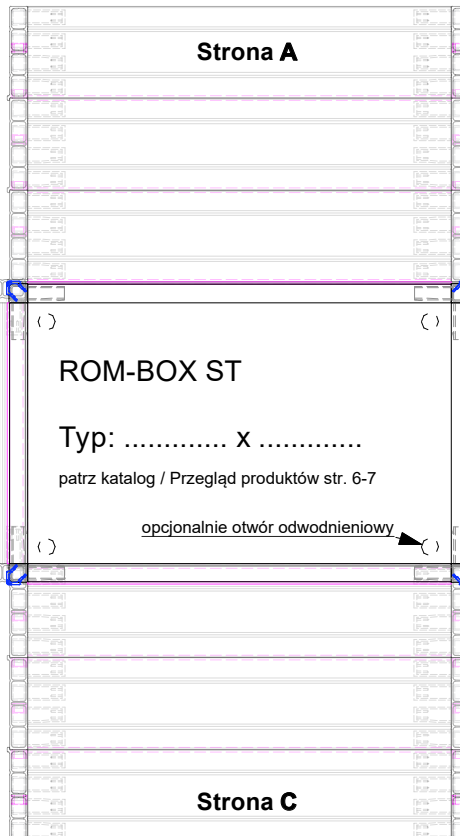 Strona A
ROM-BOX ST
Typ: ............. x .............
patrz katalog / Przegląd produktów str. 6-7
opcjonalnie otwór odwodnieniowy
Strona C